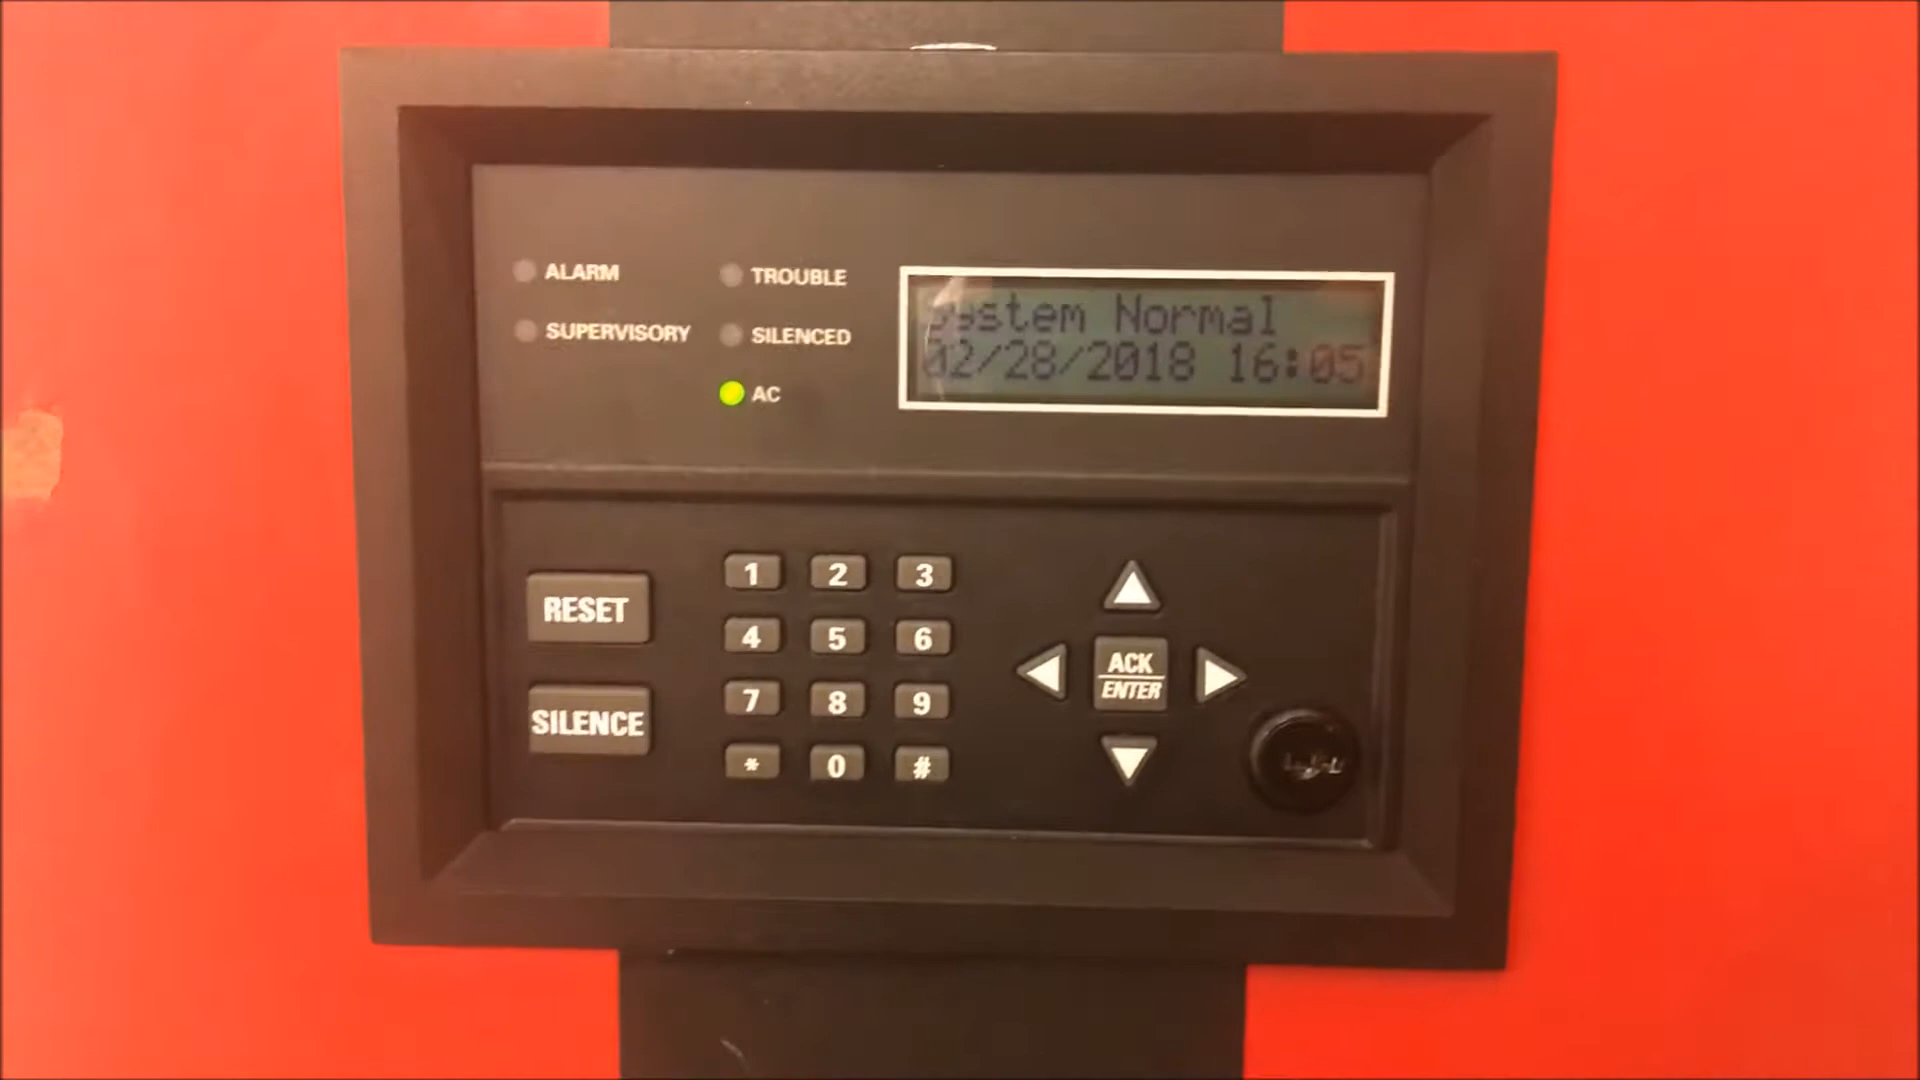 ALARM
TROUBLE
SUPERVISORY
SILENCED
AC
System Normal
02/28/2018 16:05
RESET
SILENCE
1 2 3
4 5 6
7 8 9
* 0 #
ACK
ENTER